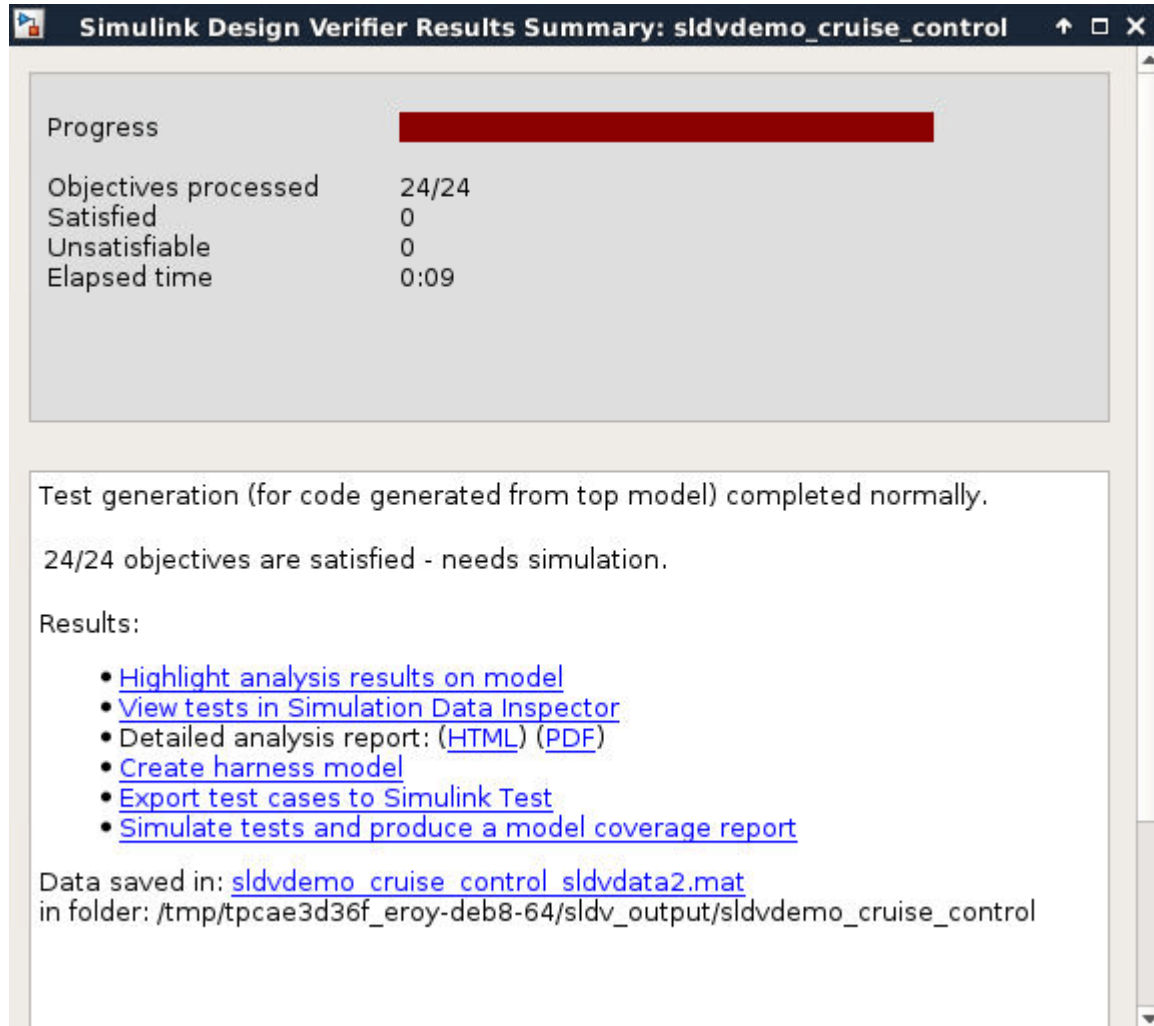 Simulink Design Verifier Results Summary: sldvdemo_cruise_control
Progress
Objectives processed 24/24
Satisfied 0
Unsatisfiable 0
Elapsed time 0:09
Test generation (for code generated from top model) completed normally.
24/24 objectives are satisfied - needs simulation.
Results:
• Highlight analysis results on model
• View tests in Simulation Data Inspector
• Detailed analysis report: (HTML) (PDF)
• Create harness model
• Export test cases to Simulink Test
• Simulate tests and produce a model coverage report
Data saved in: sldvdemo_cruise_control_sldvdata2.mat
in folder: /tmp/tpcae3d36f_eroy-deb8-64/sldv_output/sldvdemo_cruise_control